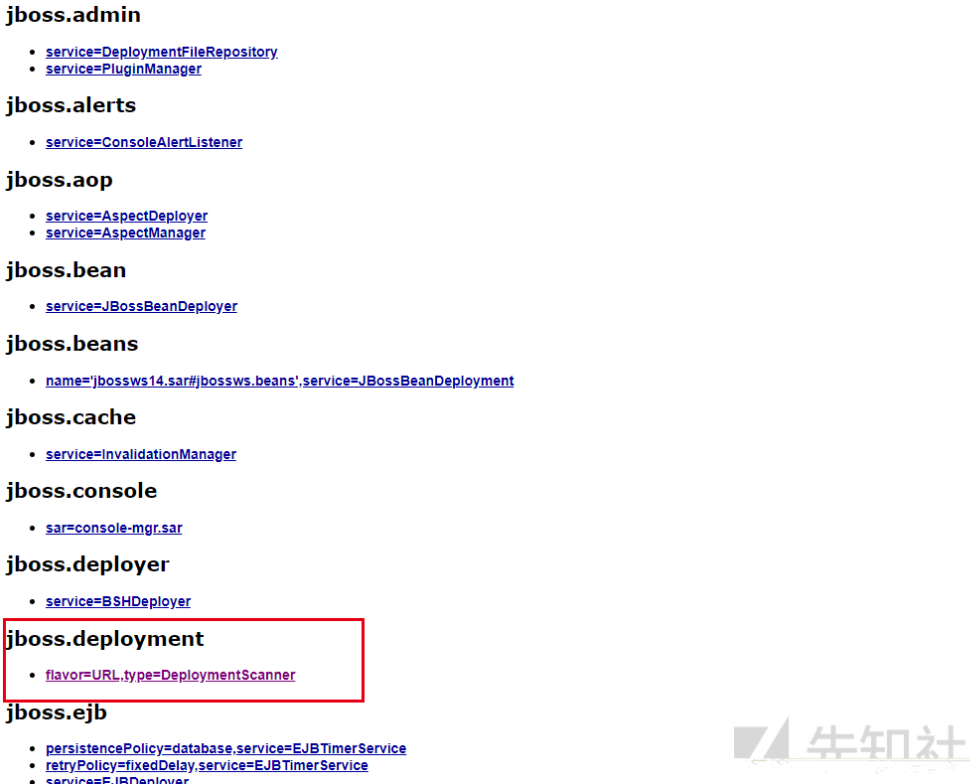 jboss.admin
service=DeploymentFileRepository
service=PluginManager
jboss.alerts
service=ConsoleAlertListener
jboss.aop
service=AspectDeployer
service=AspectManager
jboss.bean
service=JBossBeanDeployer
jboss.beans
name='jbossws14.sar#jbossws.beans',service=JBossBeanDeployment
jboss.cache
service=InvalidationManager
jboss.console
sar=console-mgr.sar
jboss.deployer
service=BSHDeployer
jboss.deployment
flavor=URL,type=DeploymentScanner
jboss.ejb
persistencePolicy=database,service=EJBTimerService
retryPolicy=fixedDelay,service=EJBTimerService
service=EJBDeployer
先知社